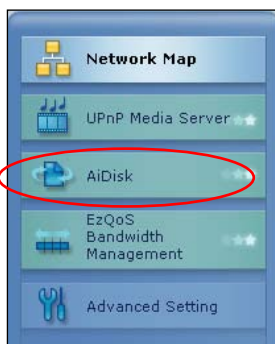 Network Map
UPnP Media Server
AiDisk
EzQoS
Bandwidth
Management
Advanced Setting